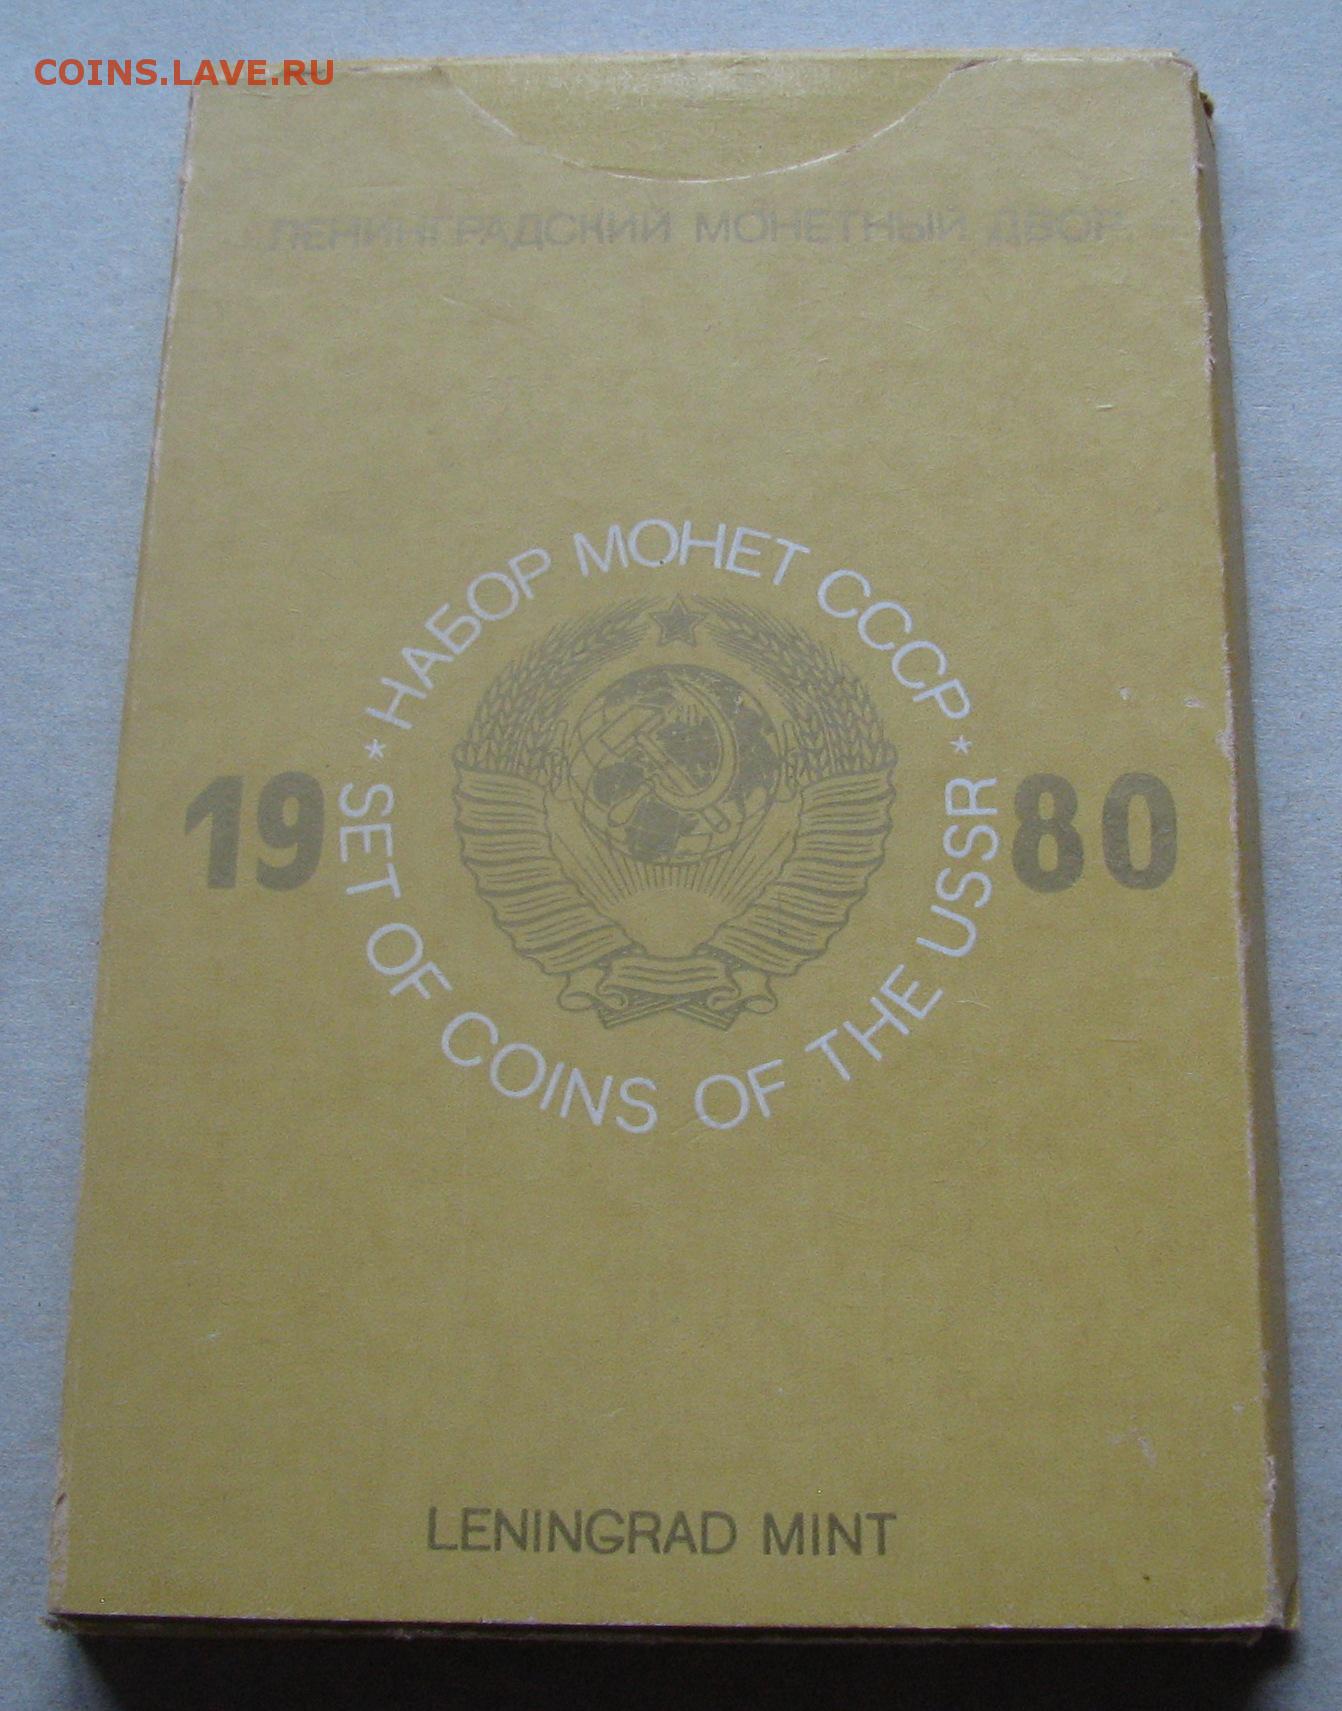 COINS.LAVE.RU
ЛЕНИНГРАДСКИЙ МОНЕТНЫЙ ДВОР
* НАБОР МОНЕТ СССР *
19 80
SET OF COINS OF THE USSR
LENINGRAD MINT